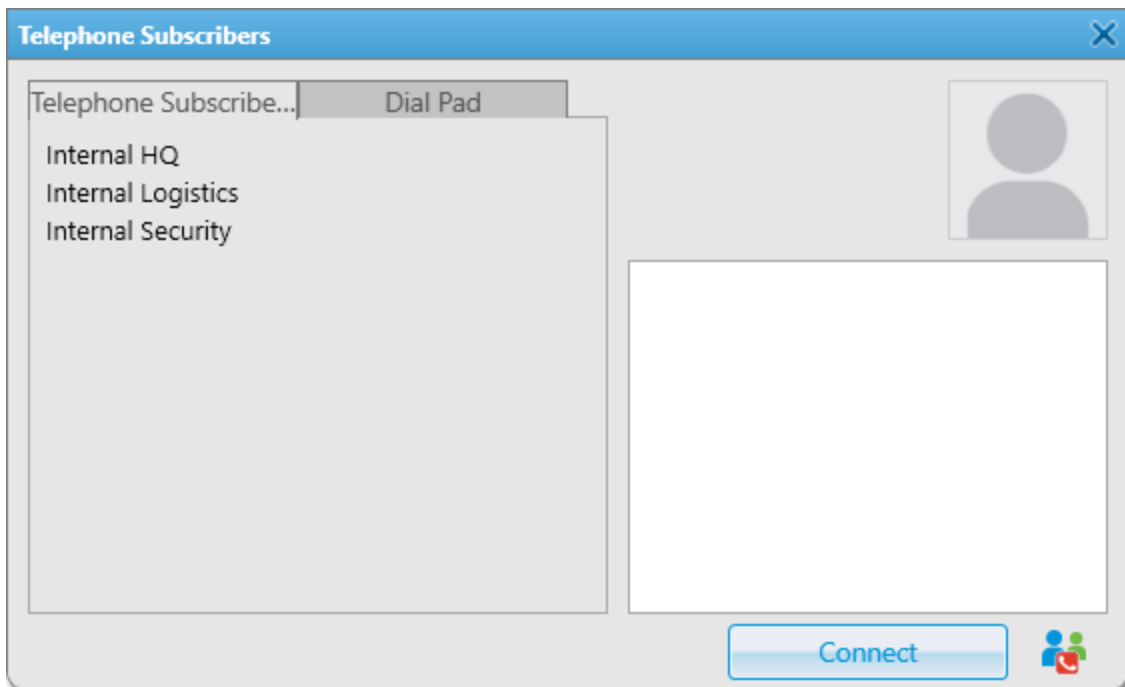 Telephone Subscribers
Telephone Subscribe... Dial Pad
Internal HQ
Internal Logistics
Internal Security
Connect